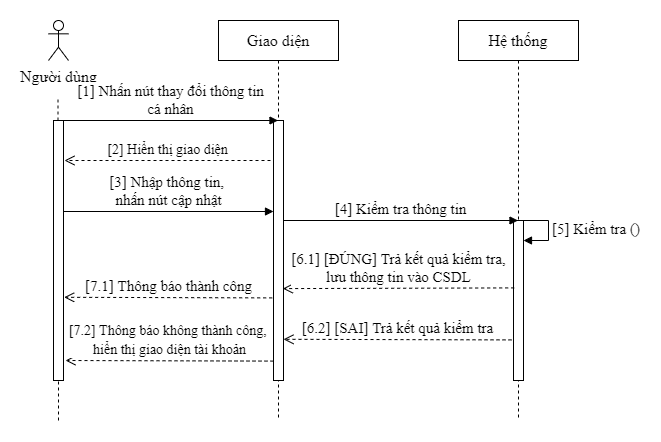 Giao diện
Hệ thống
Người dùng
[1] Nhấn nút thay đổi thông tin
cá nhân
[2] Hiển thị giao diện
[3] Nhập thông tin,
nhấn nút cập nhật
[4] Kiểm tra thông tin
[5] Kiểm tra ()
[6.1] [ĐÚNG] Trả kết quả kiểm tra,
lưu thông tin vào CSDL
[7.1] Thông báo thành công
[6.2] [SAI] Trả kết quả kiểm tra
[7.2] Thông báo không thành công,
hiển thị giao diện tài khoản